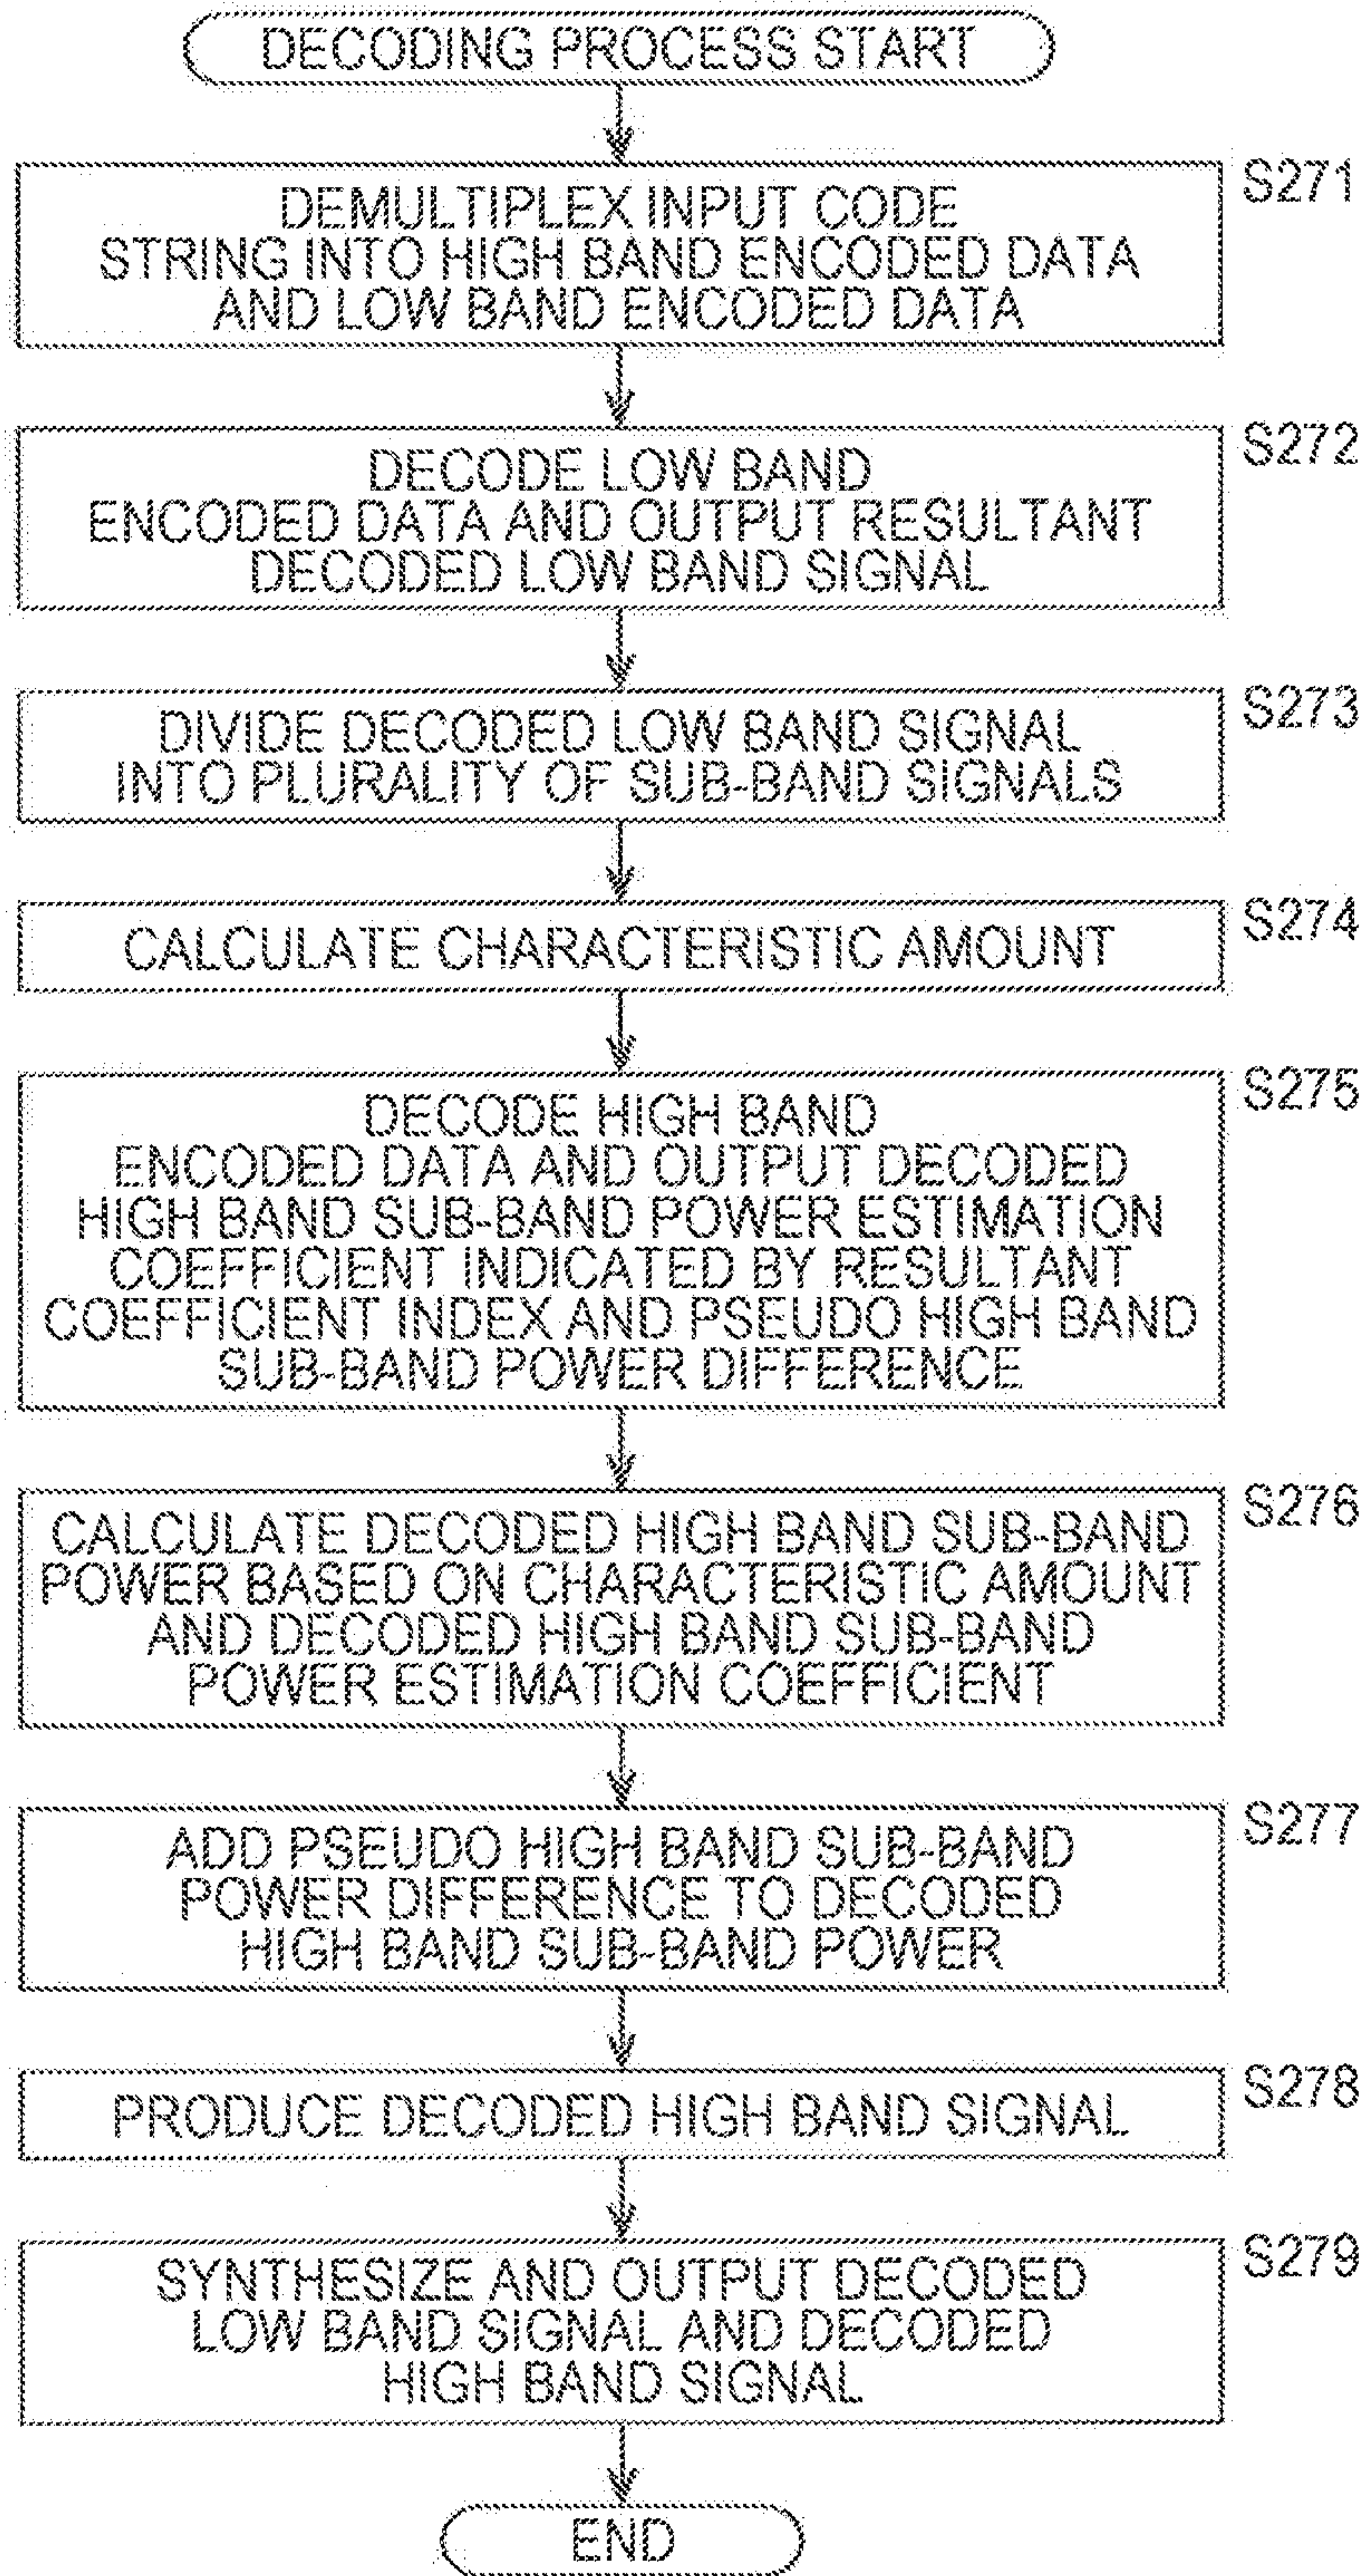 DECODING PROCESS START
S271
DEMULTIPLEX INPUT CODE
STRING INTO HIGH BAND ENCODED DATA
AND LOW BAND ENCODED DATA
S272
DECODE LOW BAND
ENCODED DATA AND OUTPUT RESULTANT
DECODED LOW BAND SIGNAL
S273
DIVIDE DECODED LOW BAND SIGNAL
INTO PLURALITY OF SUB-BAND SIGNALS
S274
CALCULATE CHARACTERISTIC AMOUNT
S275
DECODE HIGH BAND
ENCODED DATA AND OUTPUT DECODED
HIGH BAND SUB-BAND POWER ESTIMATION
COEFFICIENT INDICATED BY RESULTANT
COEFFICIENT INDEX AND PSEUDO HIGH BAND
SUB-BAND POWER DIFFERENCE
S276
CALCULATE DECODED HIGH BAND SUB-BAND
POWER BASED ON CHARACTERISTIC AMOUNT
AND DECODED HIGH BAND SUB-BAND
POWER ESTIMATION COEFFICIENT
S277
ADD PSEUDO HIGH BAND SUB-BAND
POWER DIFFERENCE TO DECODED
HIGH BAND SUB-BAND POWER
S278
PRODUCE DECODED HIGH BAND SIGNAL
S279
SYNTHESIZE AND OUTPUT DECODED
LOW BAND SIGNAL AND DECODED
HIGH BAND SIGNAL
END